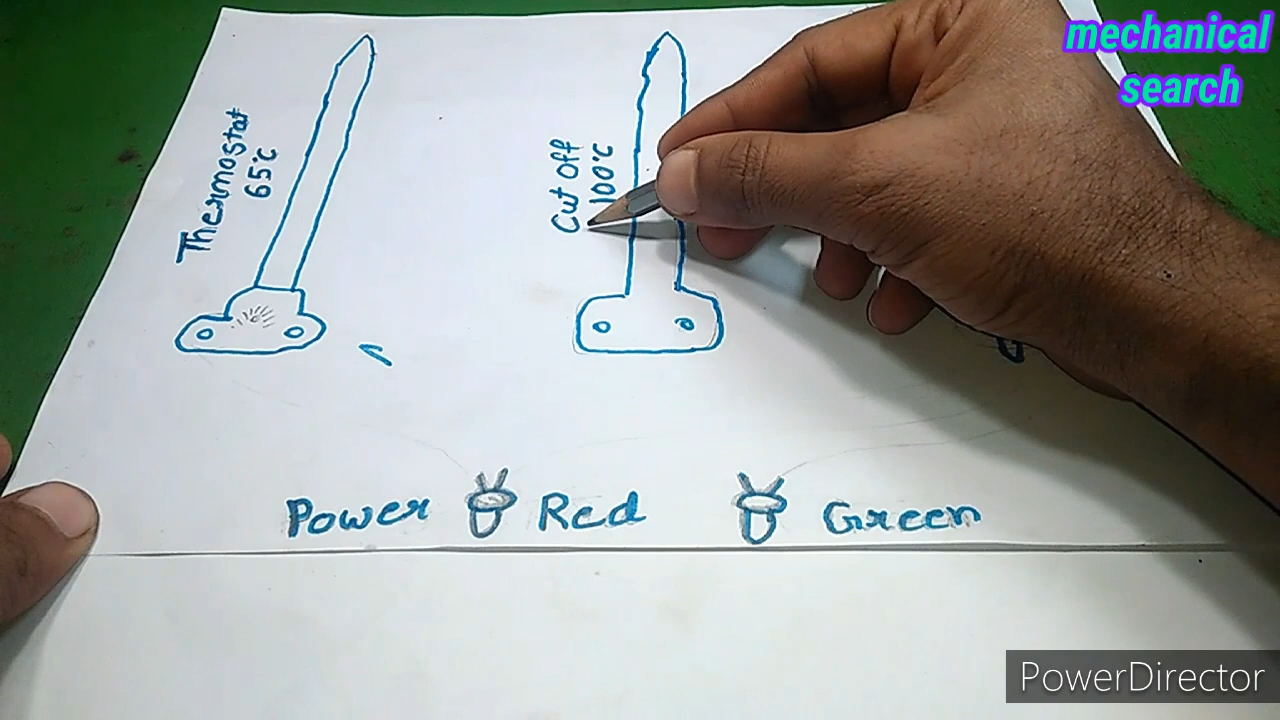 mechanical
search
Thermostat
65°C
Cut off
100°C
Power
Red
Green
PowerDirector